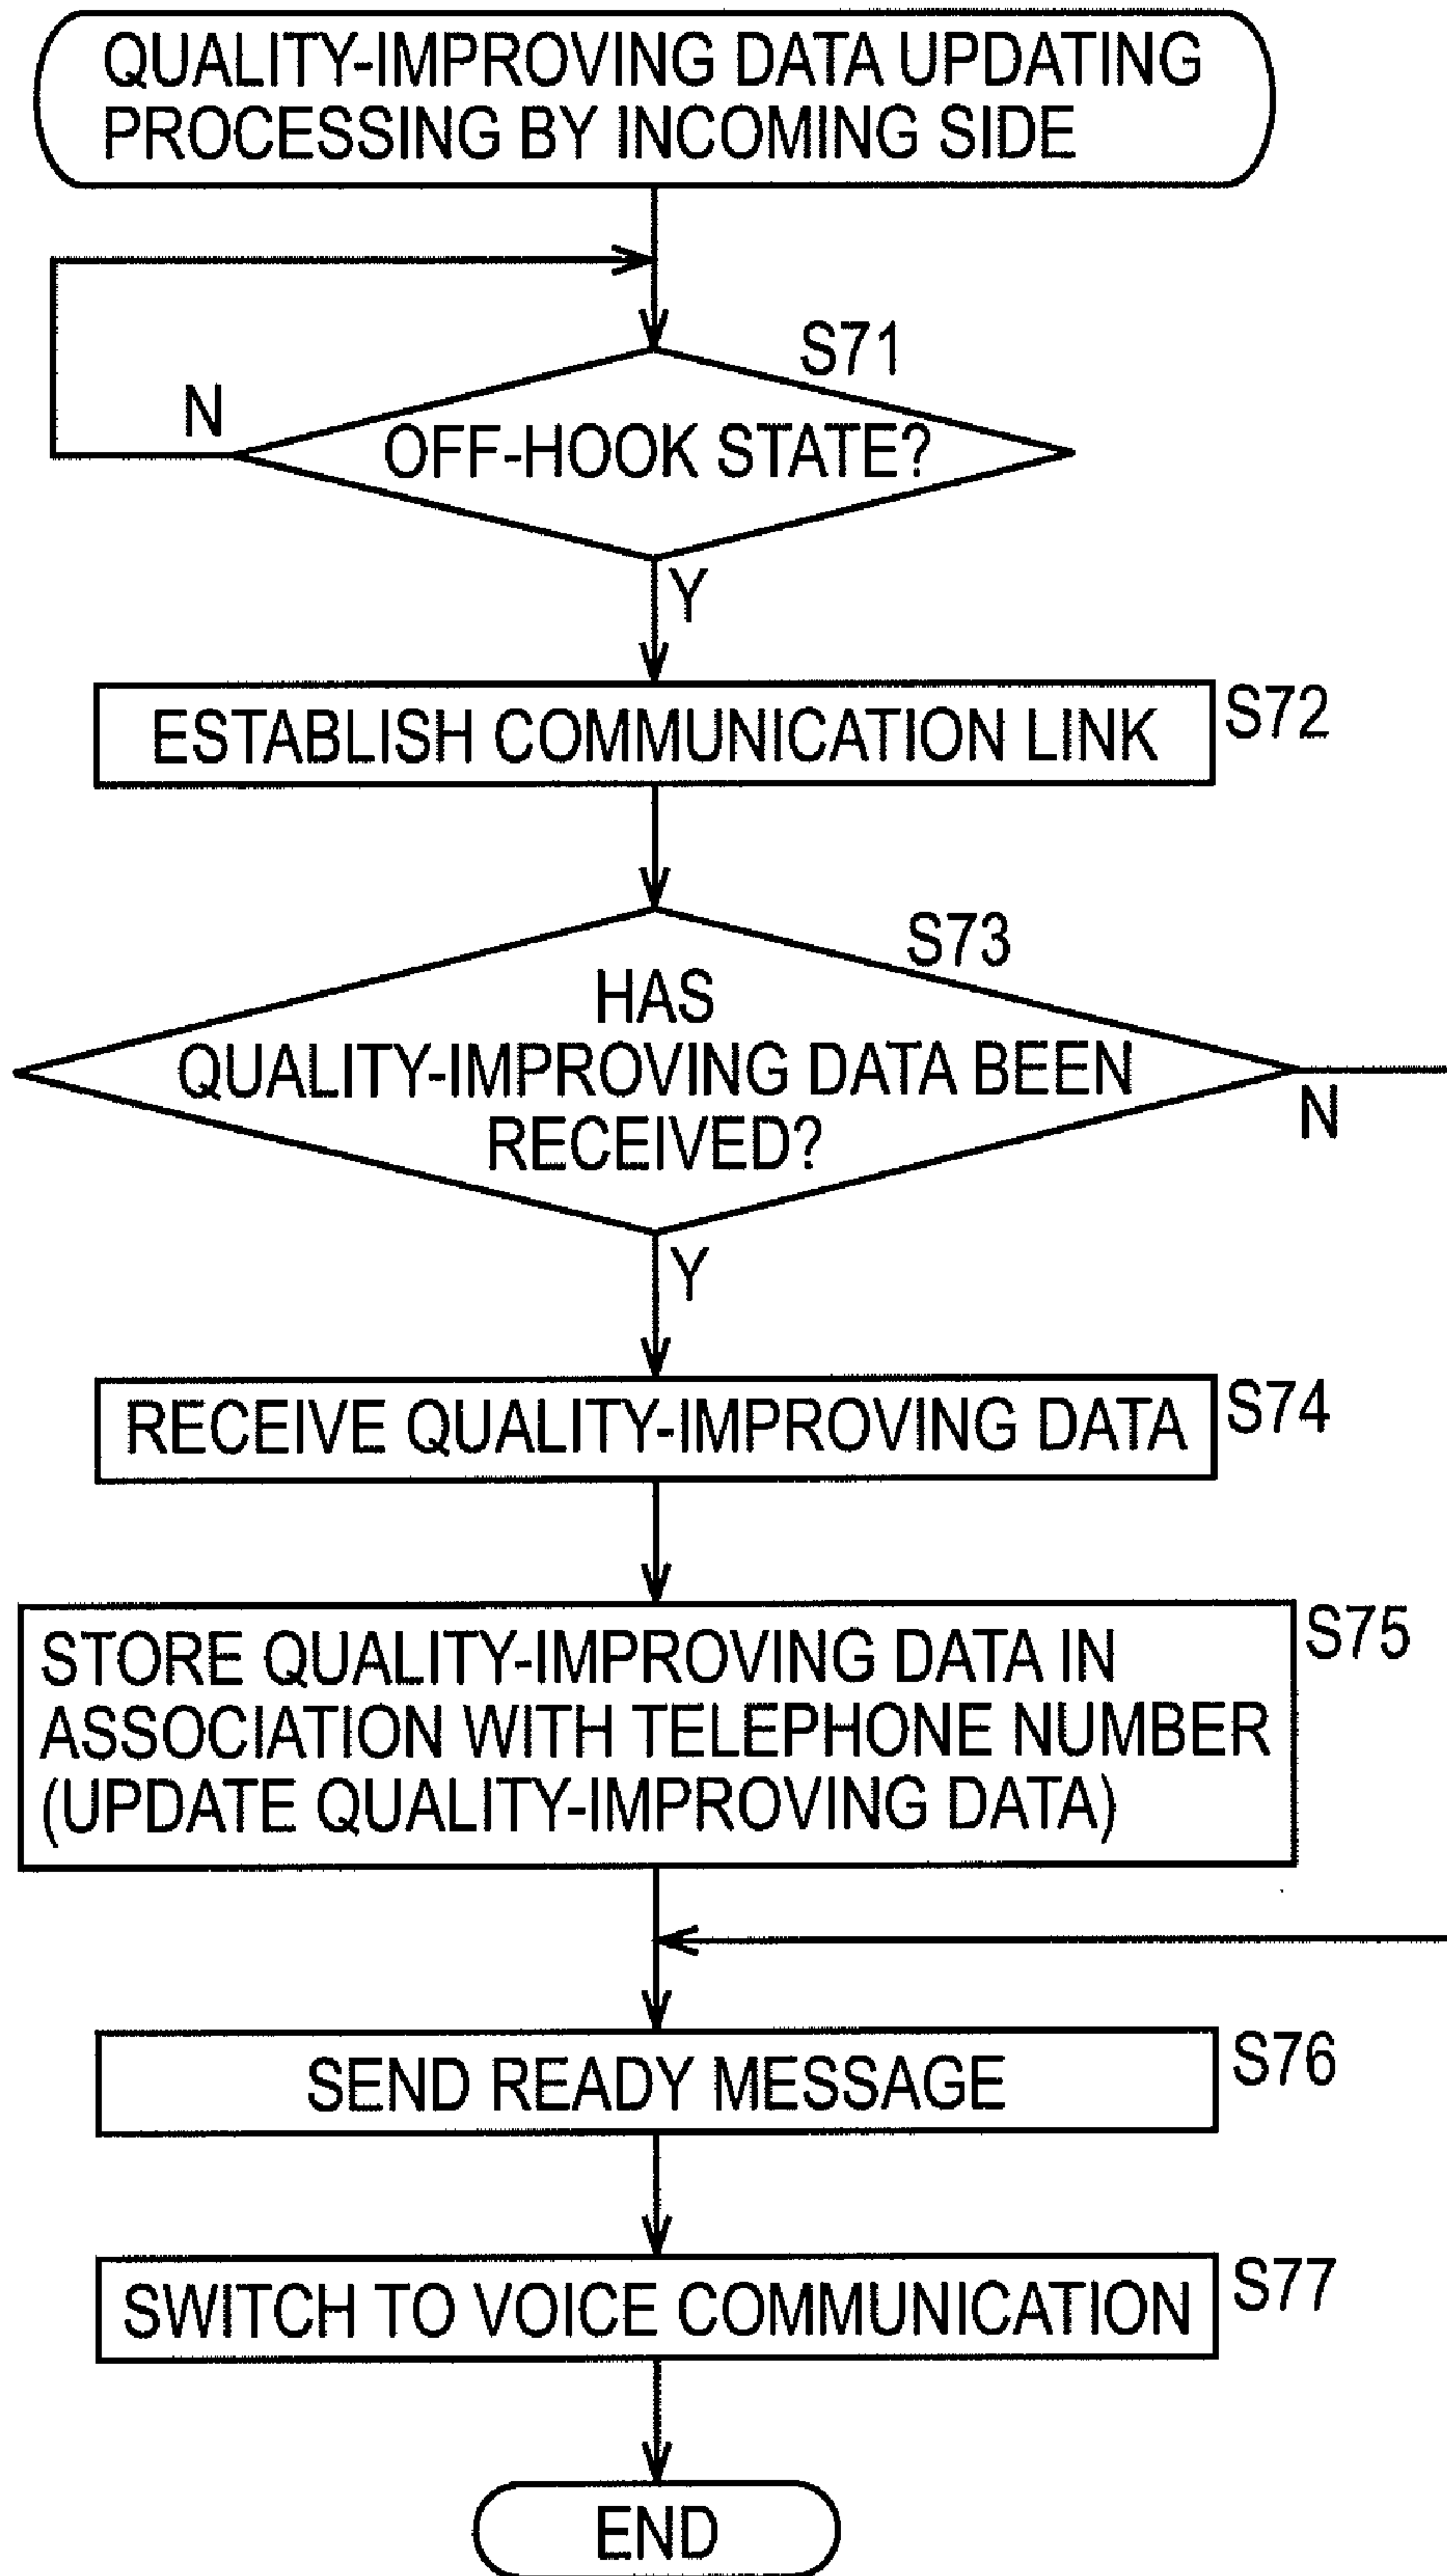 QUALITY-IMPROVING DATA UPDATING
PROCESSING BY INCOMING SIDE
S71
N
OFF-HOOK STATE?
Y
ESTABLISH COMMUNICATION LINK
S72
S73
HAS
QUALITY-IMPROVING DATA BEEN
RECEIVED?
N
Y
RECEIVE QUALITY-IMPROVING DATA
S74
STORE QUALITY-IMPROVING DATA IN
ASSOCIATION WITH TELEPHONE NUMBER
(UPDATE QUALITY-IMPROVING DATA)
S75
SEND READY MESSAGE
S76
SWITCH TO VOICE COMMUNICATION
S77
END